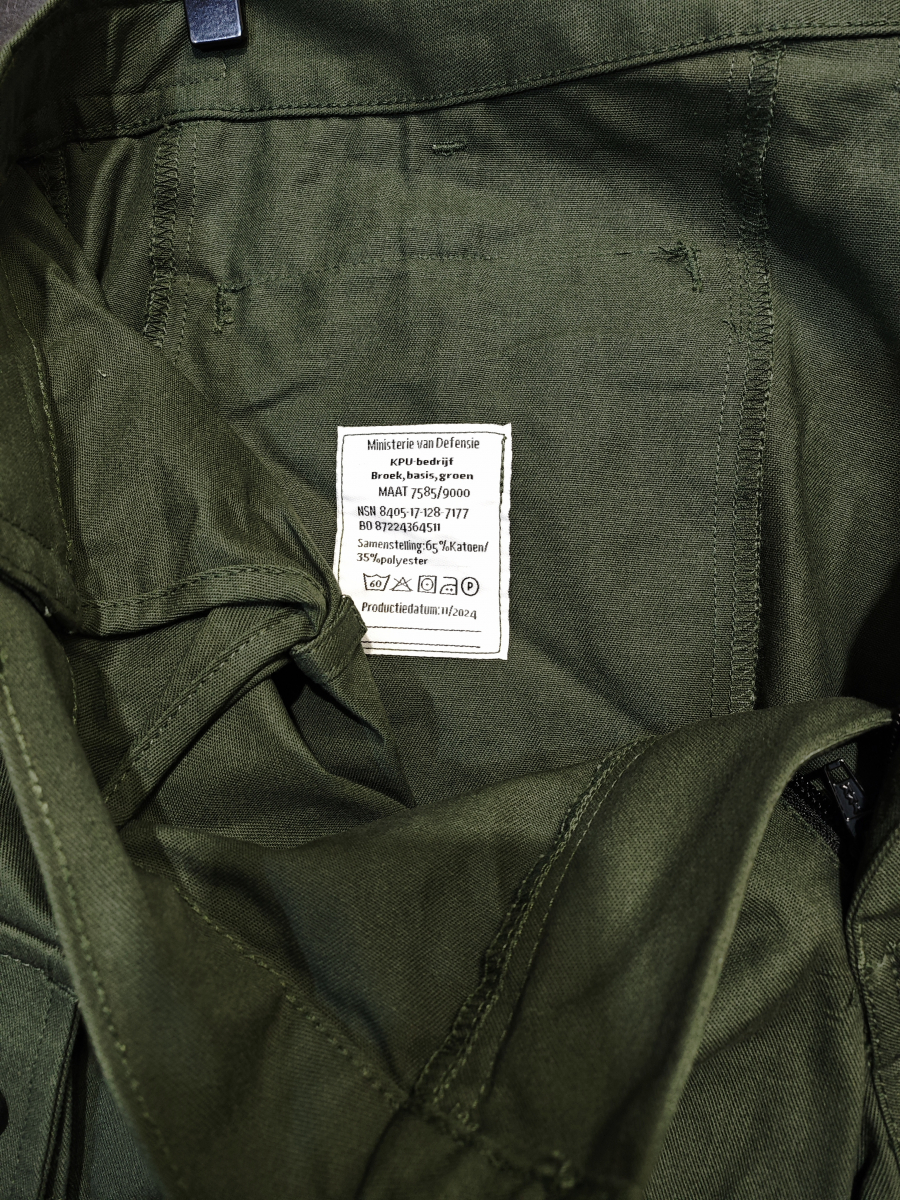 Ministerie van Defensie
KPU-bedrijf
Broek,basis,groen
MAAT 7585/9000
NSN 8405-17-128-7177
BO 87224364511
Samenstelling:65%Katoen/
35%polyester
60 P
Productiedatum:11/2024